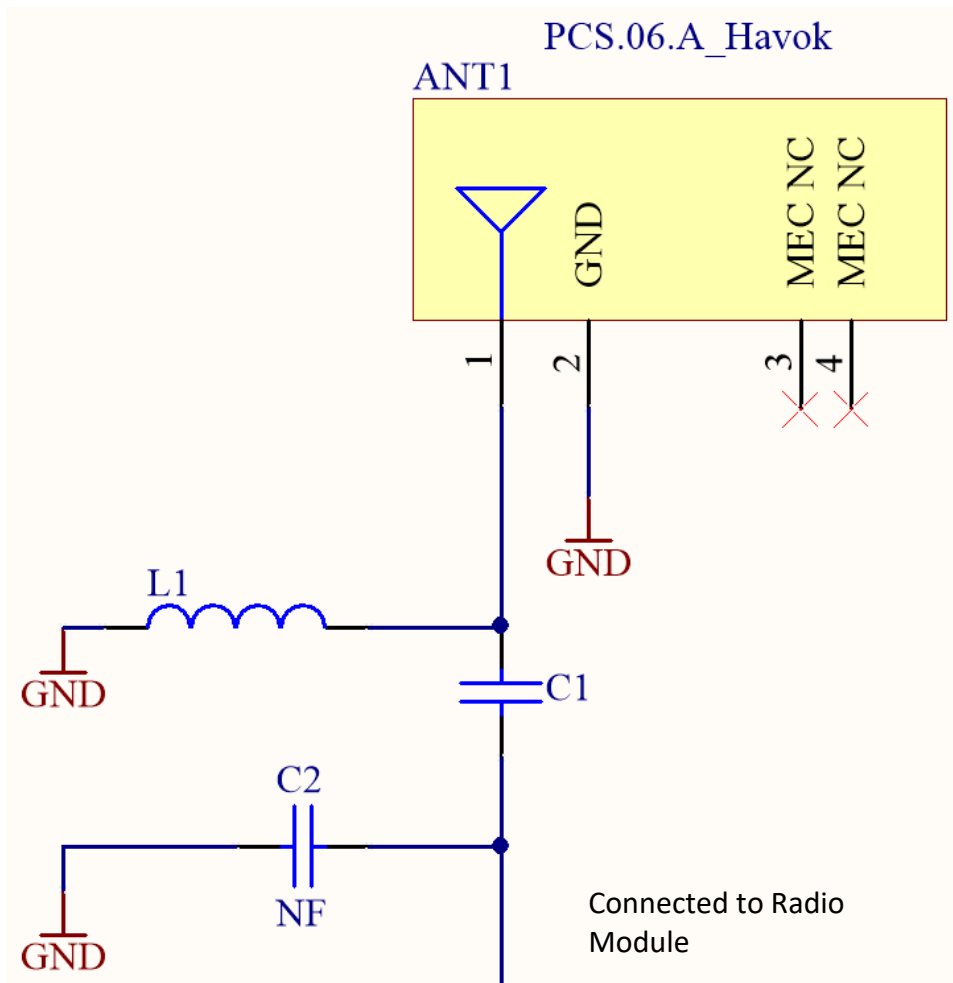 PCS.06.A_Havok
ANT1
GND
MEC NC
MEC NC
1
2
3
4
GND
L1
GND
C1
C2
NF
GND
Connected to Radio
Module